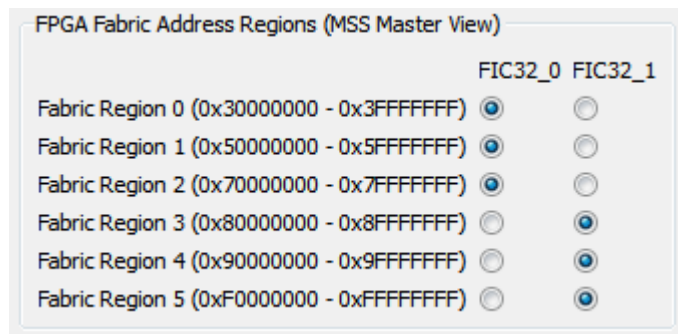 FPGA Fabric Address Regions (MSS Master View)
FIC32_0 FIC32_1
Fabric Region 0 (0x30000000 - 0x3FFFFFFF)
Fabric Region 1 (0x50000000 - 0x5FFFFFFF)
Fabric Region 2 (0x70000000 - 0x7FFFFFFF)
Fabric Region 3 (0x80000000 - 0x8FFFFFFF)
Fabric Region 4 (0x90000000 - 0x9FFFFFFF)
Fabric Region 5 (0xF0000000 - 0xFFFFFFFF)